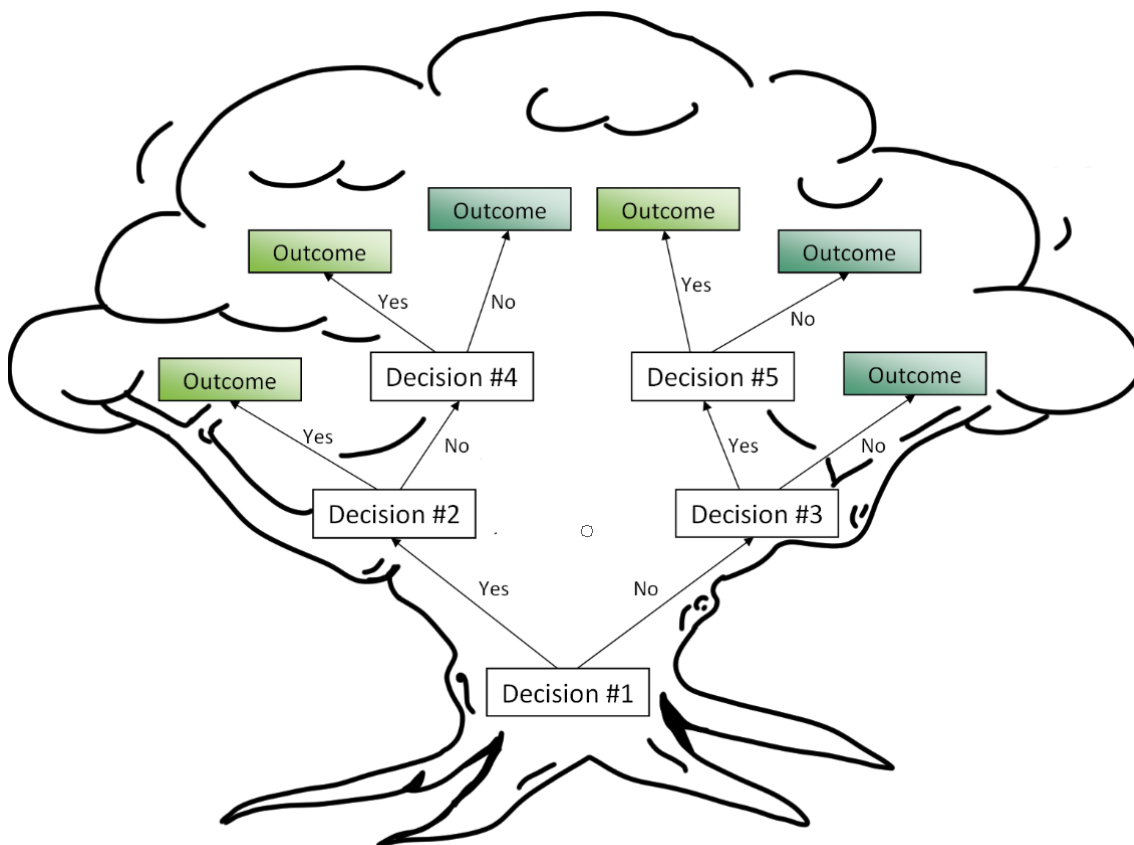 Outcome
Outcome
Outcome
Outcome
Yes
No
Yes
No
Outcome
Decision #4
Decision #5
Outcome
Yes
No
Yes
No
Decision #2
Decision #3
Yes
No
Decision #1